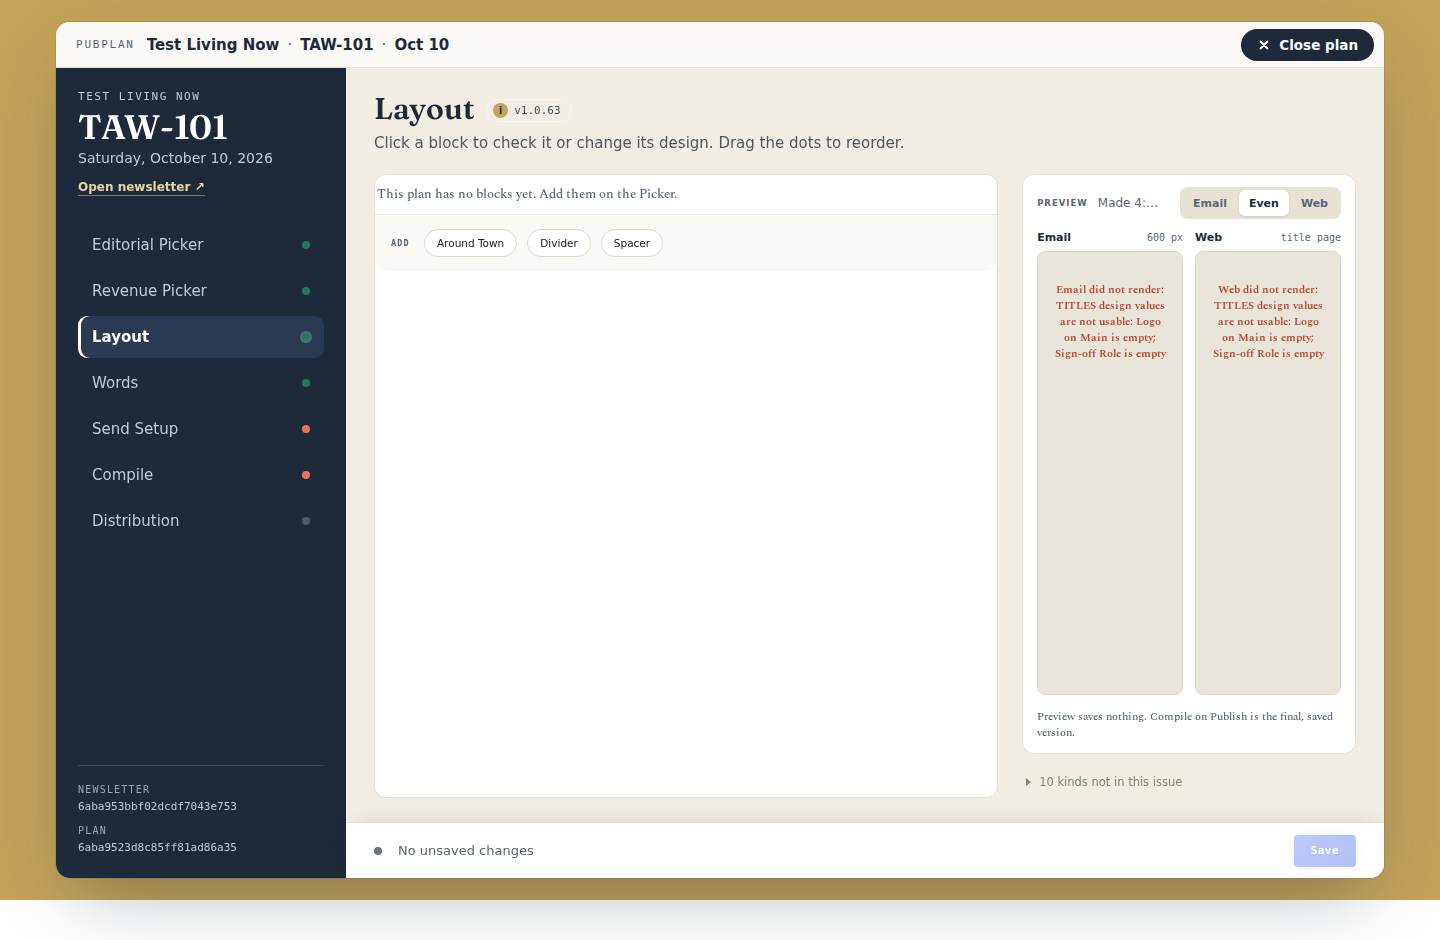 PUBPLAN Test Living Now · TAW-101 · Oct 10
Close plan
TEST LIVING NOW
TAW-101
Saturday, October 10, 2026
Open newsletter ↗
Editorial Picker
Revenue Picker
Layout
Words
Send Setup
Compile
Distribution
NEWSLETTER
6aba953bbf02dcdf7043e753
PLAN
6aba9523d8c85ff81ad86a35
Layout i v1.0.63
Click a block to check it or change its design. Drag the dots to reorder.
This plan has no blocks yet. Add them on the Picker.
ADD Around Town Divider Spacer
PREVIEW Made 4:... Email Even Web
Email 600 px
Email did not render:
TITLES design values
are not usable: Logo
on Main is empty;
Sign-off Role is empty
Web title page
Web did not render:
TITLES design values
are not usable: Logo
on Main is empty;
Sign-off Role is empty
Preview saves nothing. Compile on Publish is the final, saved
version.
10 kinds not in this issue
No unsaved changes
Save